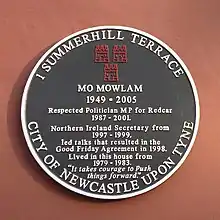 1 SUMMERHILL TERRACE
MO MOWLAM
1949 - 2005
Respected Politician MP for Redcar
1987 - 2001.
Northern Ireland Secretary from
1997 - 1999,
led talks that resulted in the
Good Friday Agreement in 1998.
Lived in this house from
1979 - 1983.
"It takes courage to Push
things forward."
CITY OF NEWCASTLE UPON TYNE